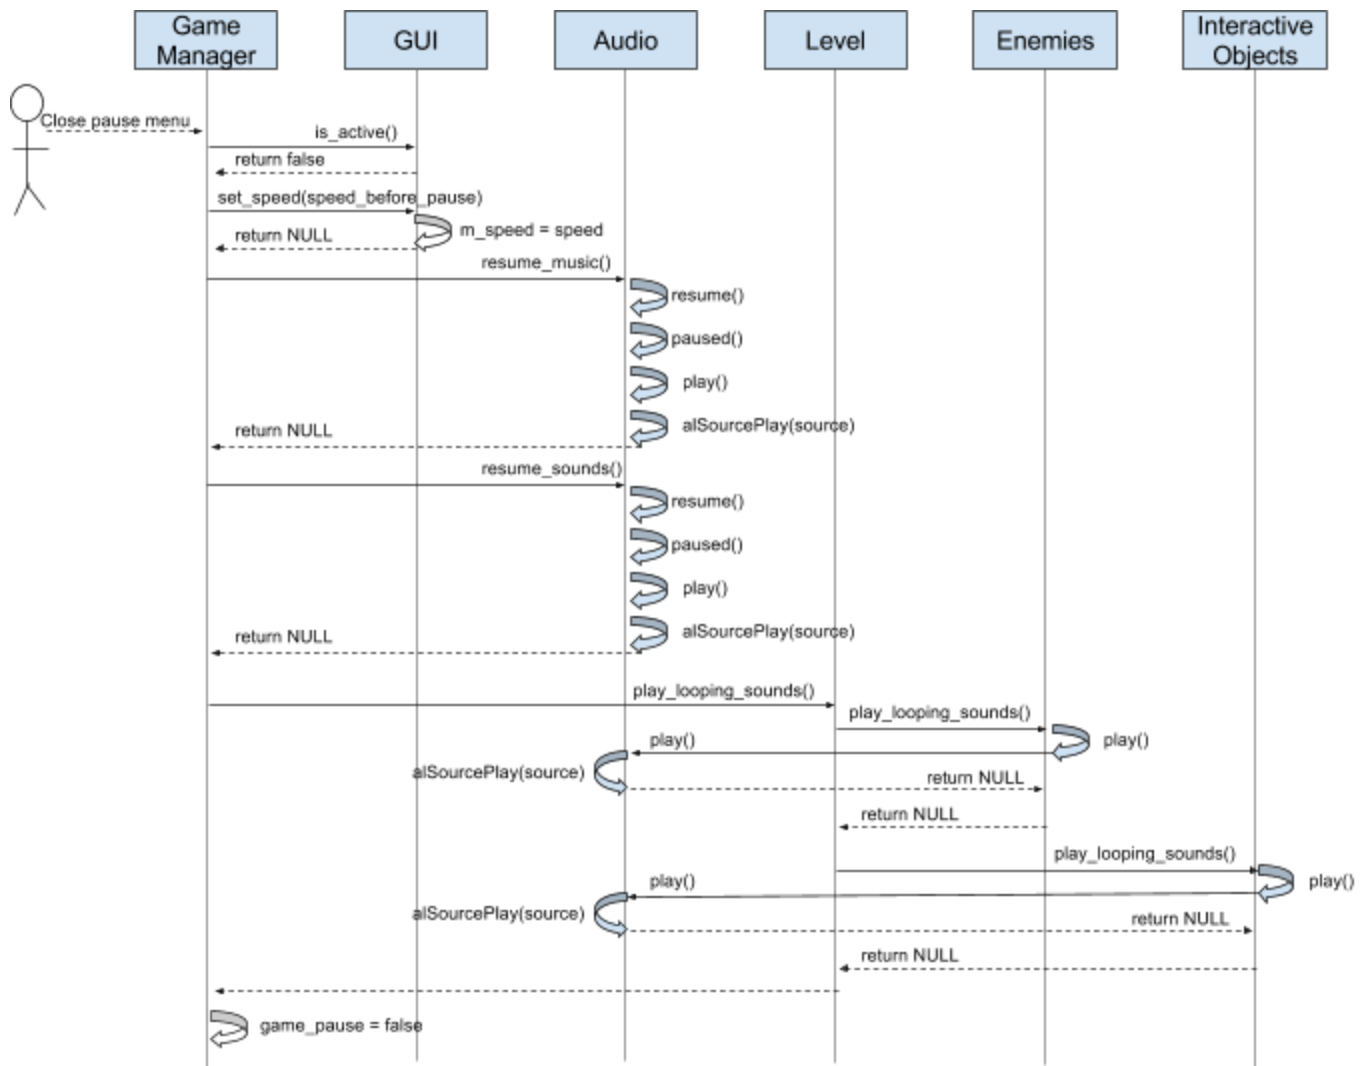 Game
Manager
GUI
Audio
Level
Enemies
Interactive
Objects
Close pause menu
is_active()
return false
set_speed(speed_before_pause)
m_speed = speed
return NULL
resume_music()
resume()
paused()
play()
alSourcePlay(source)
return NULL
resume_sounds()
resume()
paused()
play()
alSourcePlay(source)
return NULL
play_looping_sounds()
play_looping_sounds()
play()
play()
alSourcePlay(source)
return NULL
return NULL
play_looping_sounds()
play()
play()
alSourcePlay(source)
return NULL
return NULL
game_pause = false